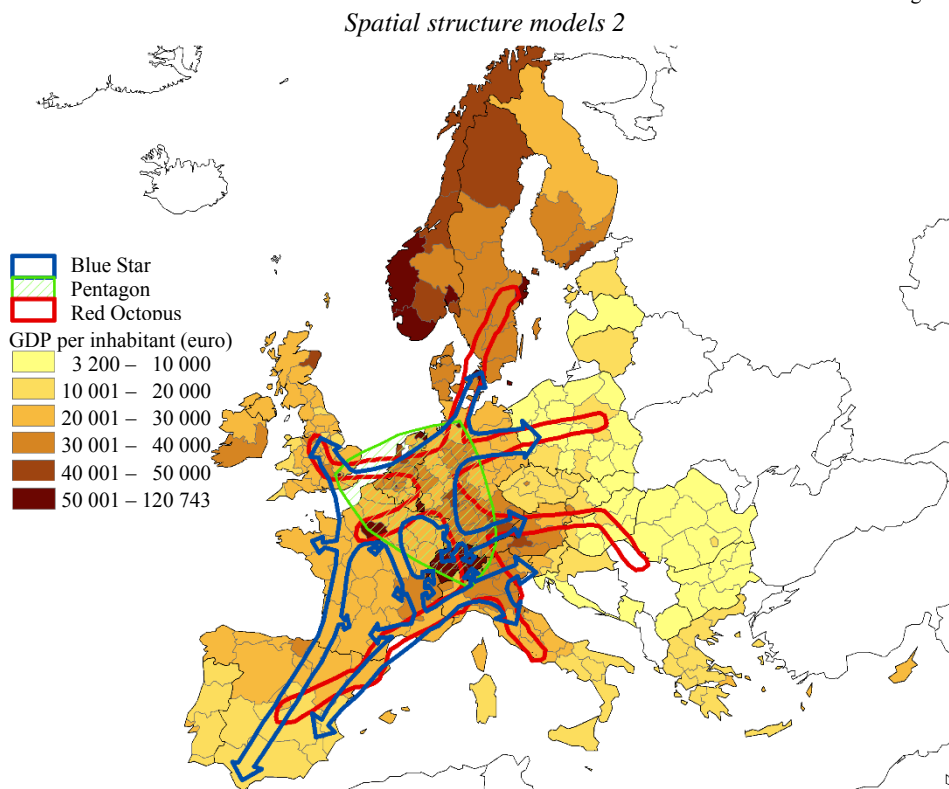 Spatial structure models 2
Blue Star
Pentagon
Red Octopus
GDP per inhabitant (euro)
3 200 – 10 000
10 001 – 20 000
20 001 – 30 000
30 001 – 40 000
40 001 – 50 000
50 001 – 120 743